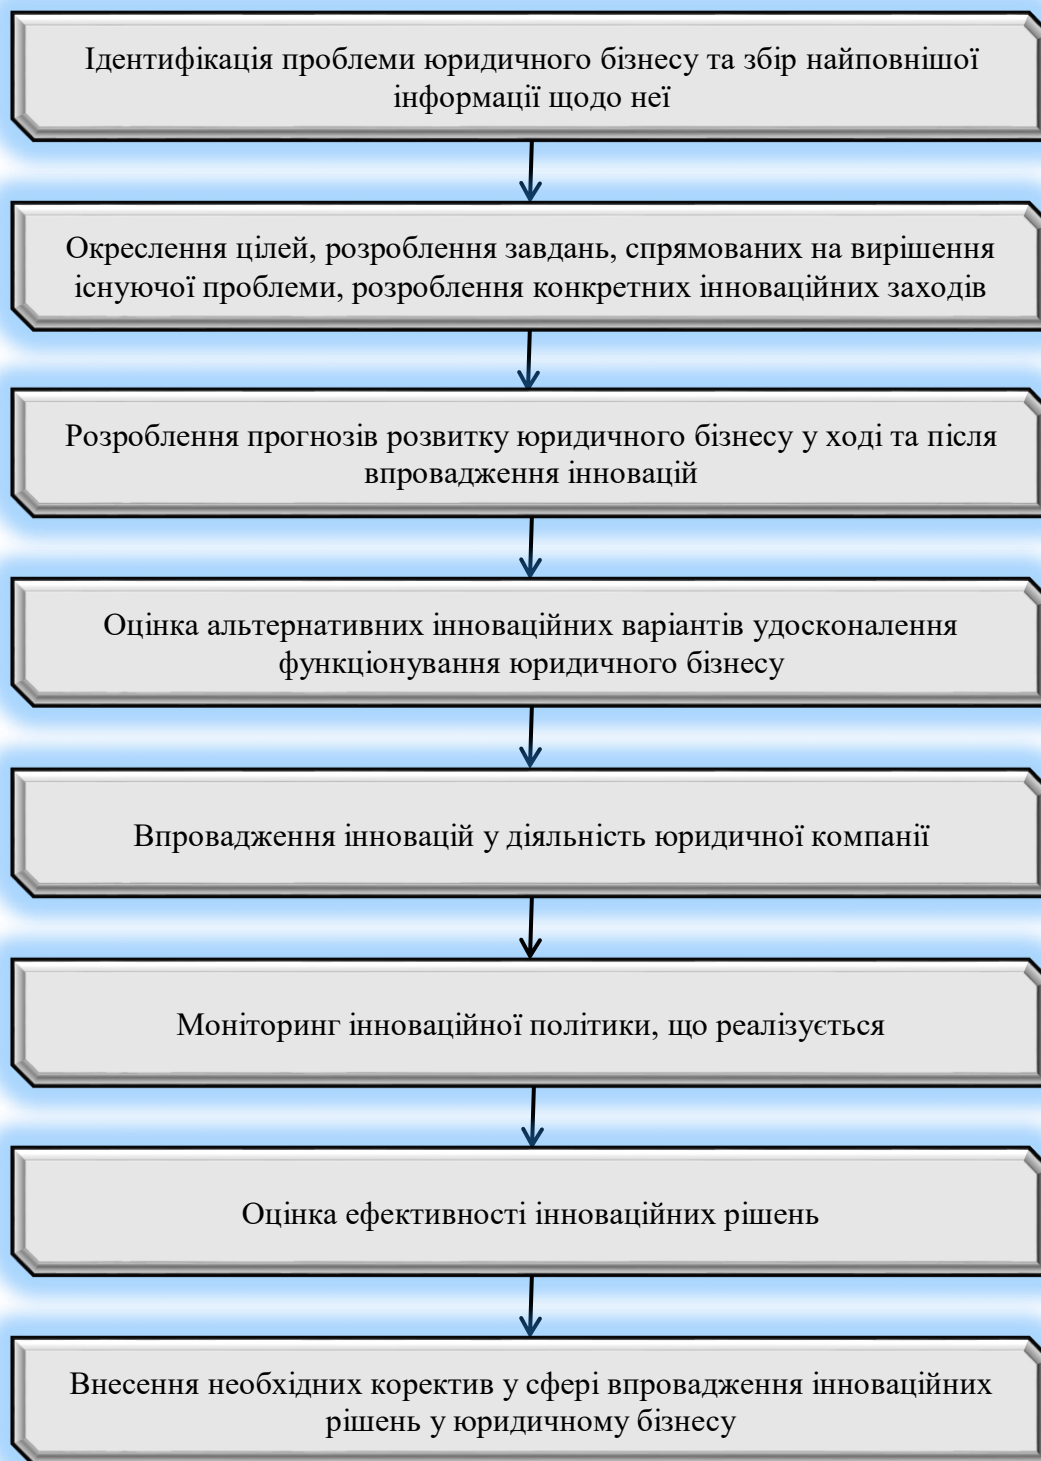 Ідентифікація проблеми юридичного бізнесу та збір найповнішої
інформації щодо неї
Окреслення цілей, розроблення завдань, спрямованих на вирішення
існуючої проблеми, розроблення конкретних інноваційних заходів
Розроблення прогнозів розвитку юридичного бізнесу у ході та після
впровадження інновацій
Оцінка альтернативних інноваційних варіантів удосконалення
функціонування юридичного бізнесу
Впровадження інновацій у діяльність юридичної компанії
Моніторинг інноваційної політики, що реалізується
Оцінка ефективності інноваційних рішень
Внесення необхідних коректив у сфері впровадження інноваційних
рішень у юридичному бізнесу